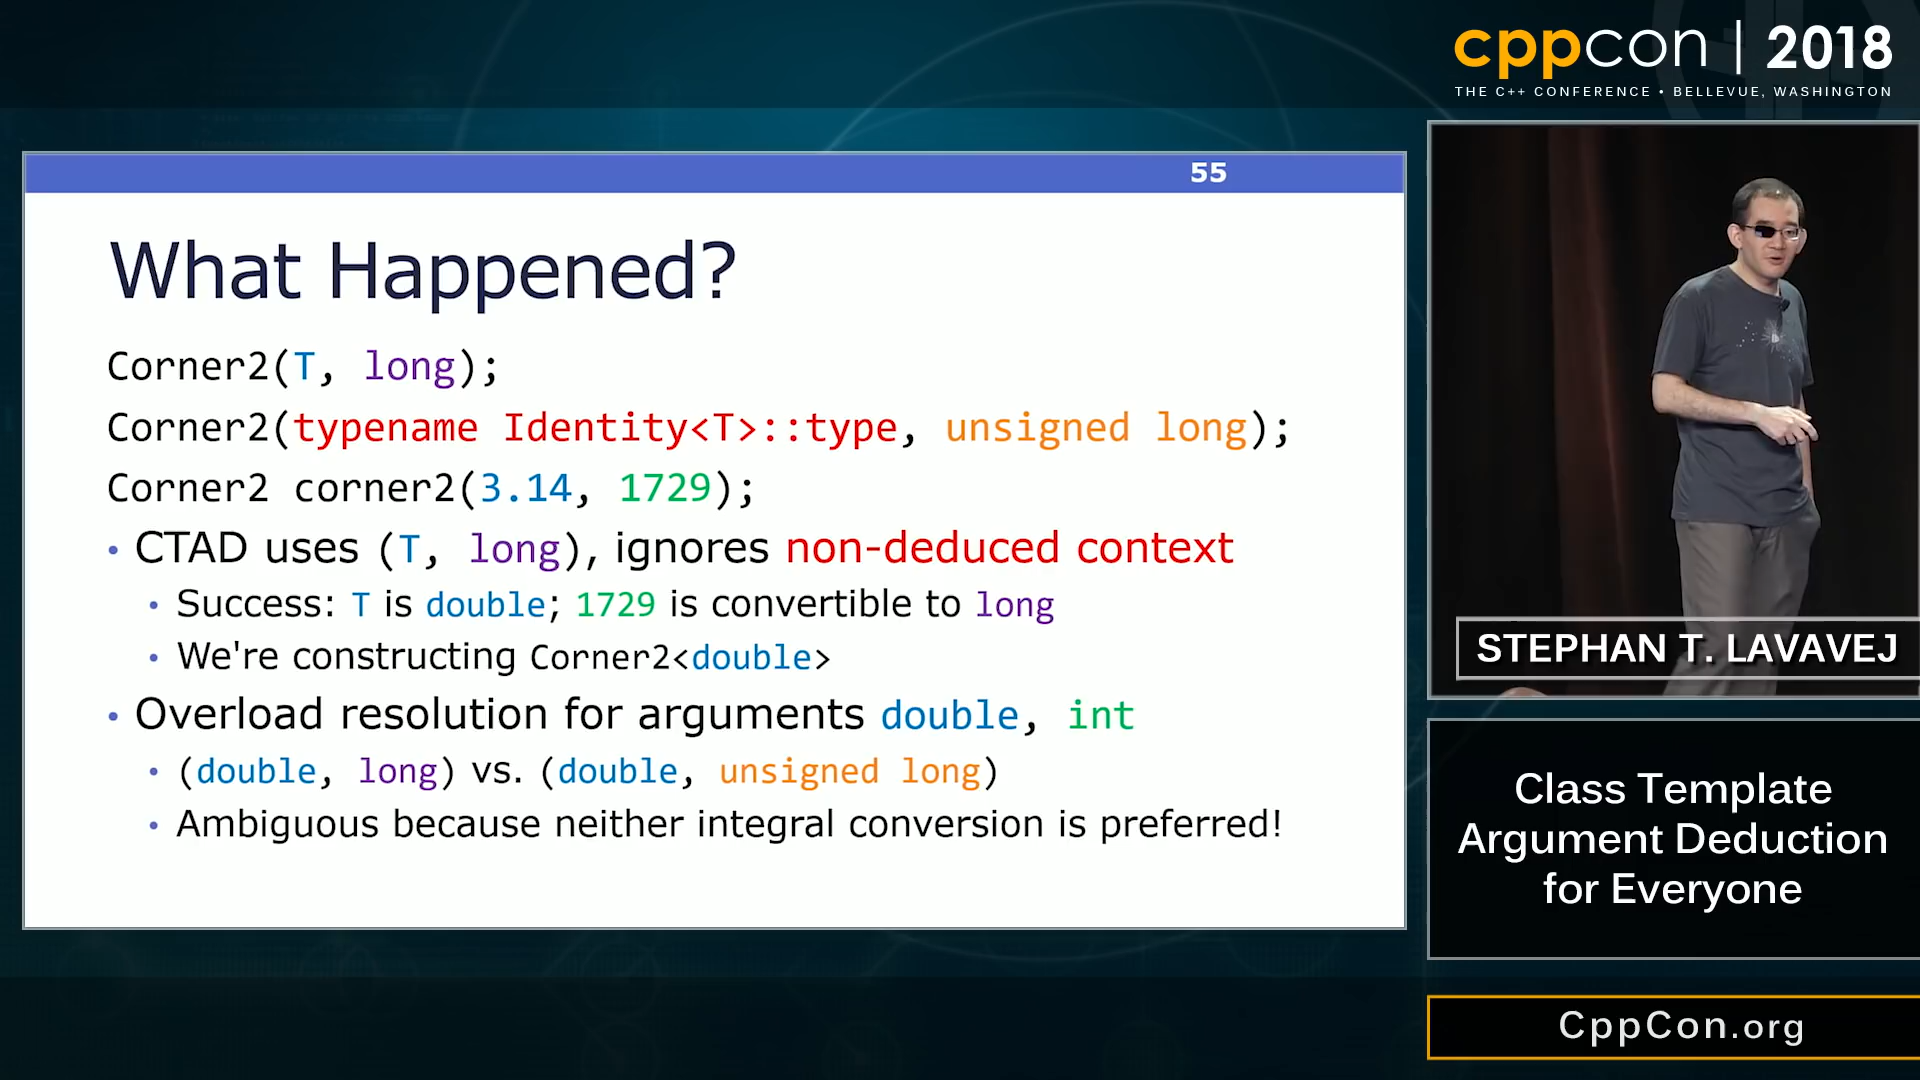 cppcon | 2018
THE C++ CONFERENCE • BELLEVUE, WASHINGTON
55
What Happened?
Corner2(T, long);
Corner2(typename Identity<T>::type, unsigned long);
Corner2 corner2(3.14, 1729);
• CTAD uses (T, long), ignores non-deduced context
• Success: T is double; 1729 is convertible to long
• We're constructing Corner2<double>
• Overload resolution for arguments double, int
• (double, long) vs. (double, unsigned long)
• Ambiguous because neither integral conversion is preferred!
STEPHAN T. LAVAVEJ
Class Template
Argument Deduction
for Everyone
CppCon.org